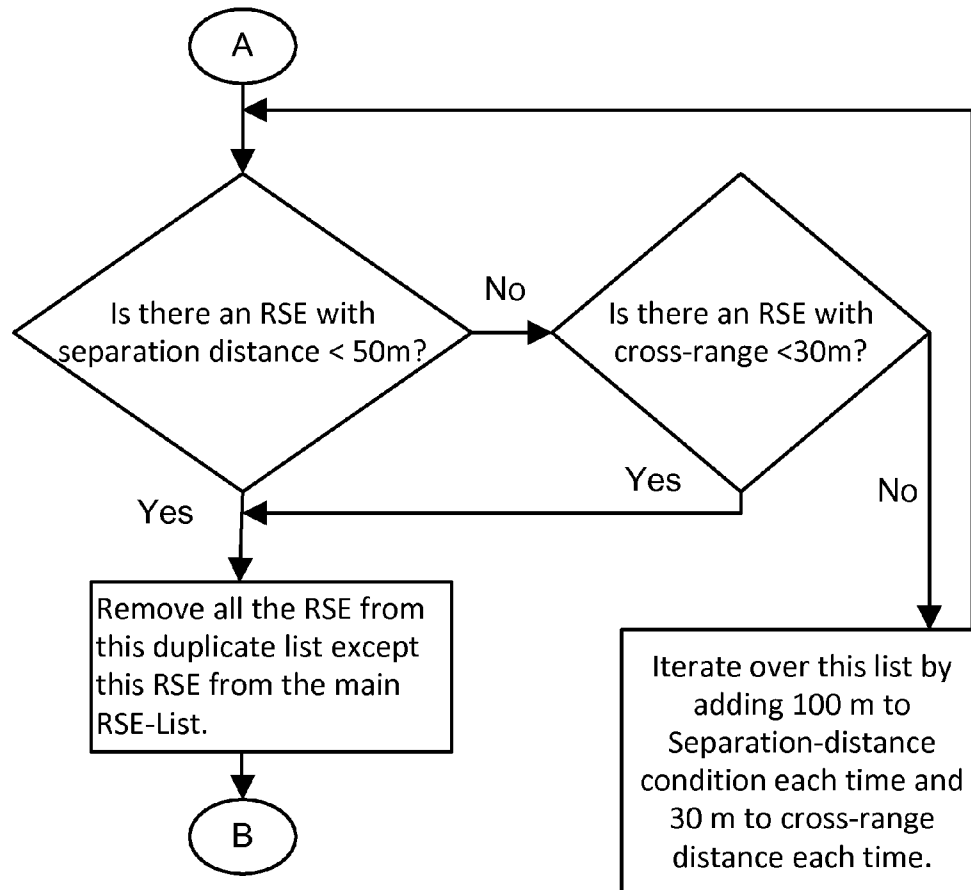 A
Is there an RSE with
separation distance < 50m?
No
Is there an RSE with
cross-range <30m?
Yes
Yes
No
Remove all the RSE from
this duplicate list except
this RSE from the main
RSE-List.
Iterate over this list by
adding 100 m to
Separation-distance
condition each time and
30 m to cross-range
distance each time.
B